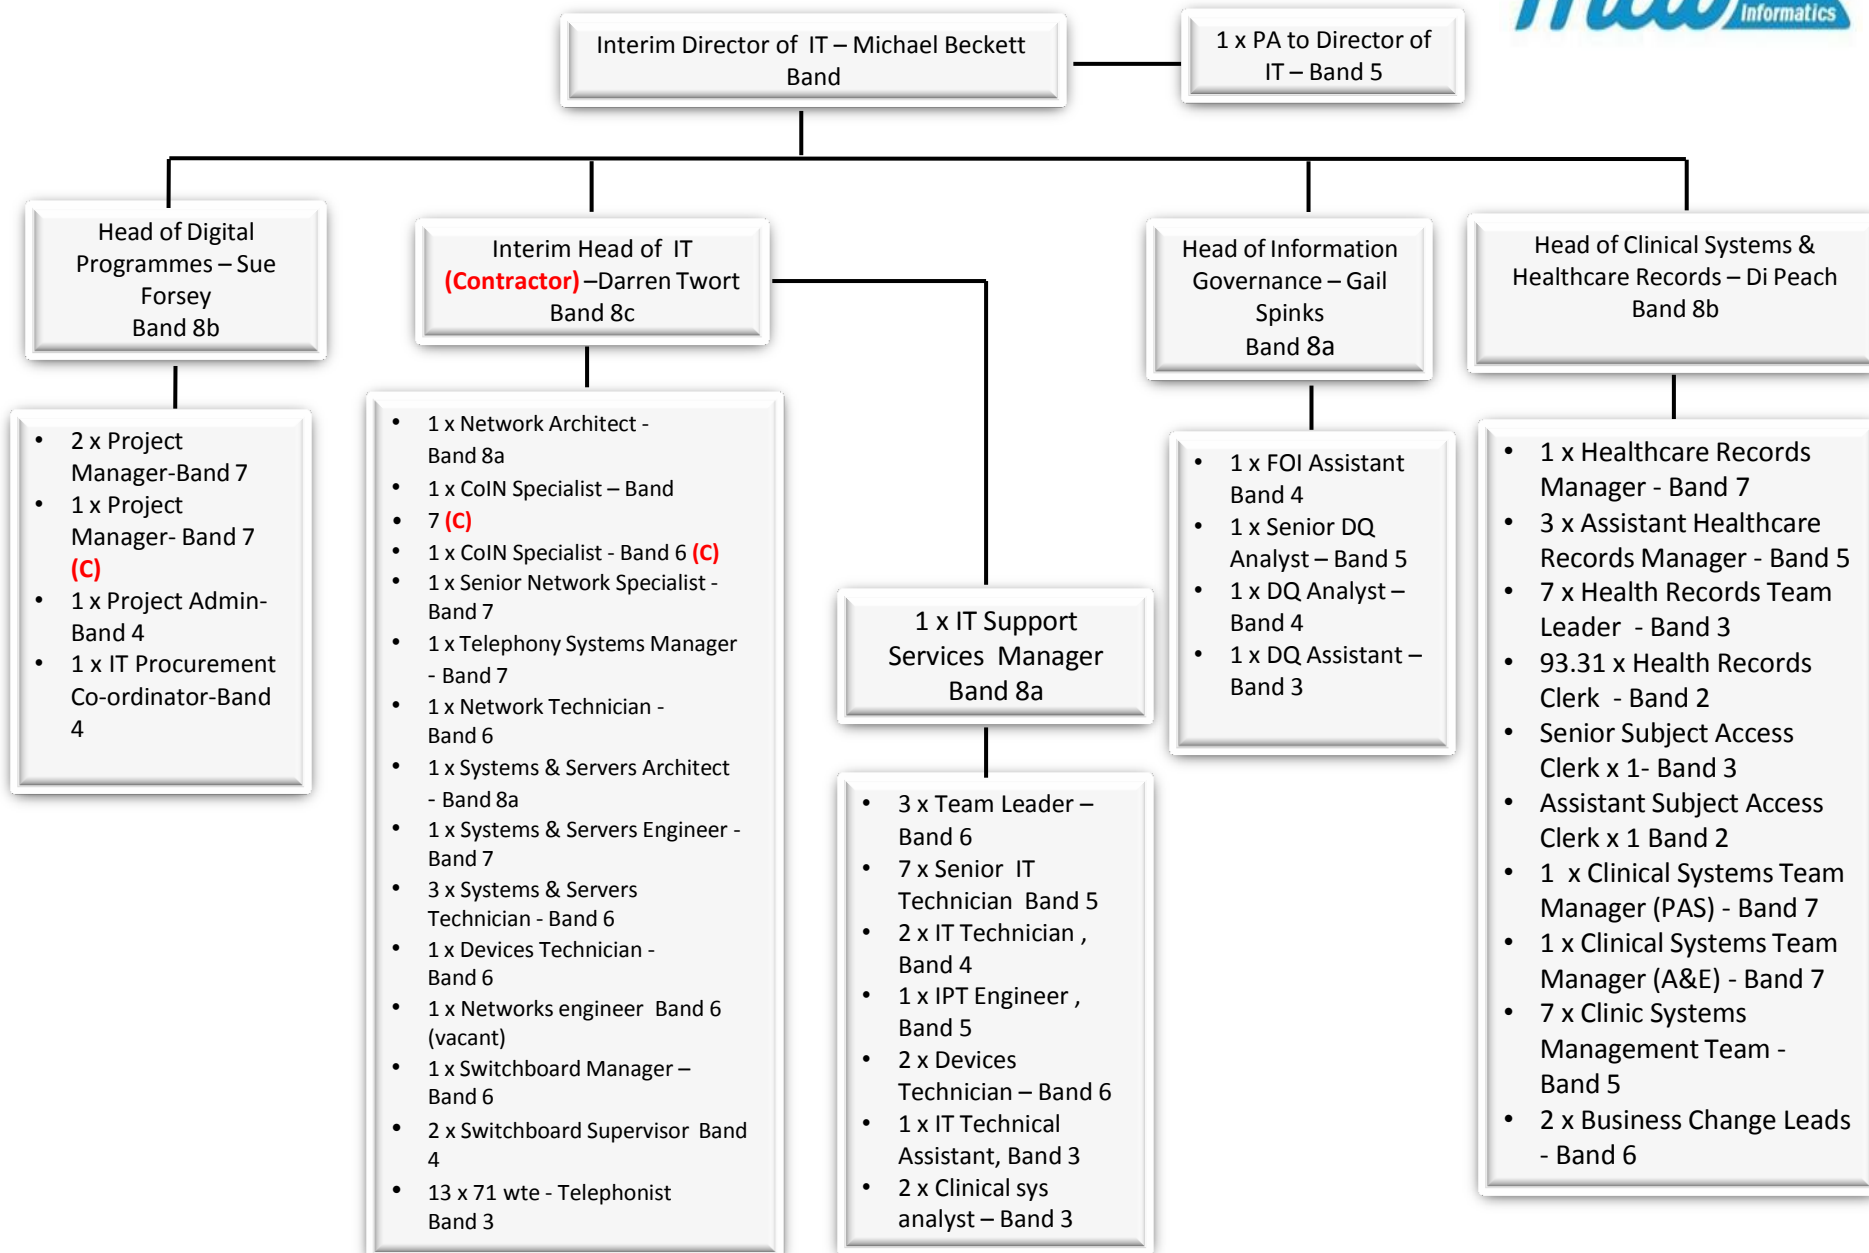 Informatics
Interim Director of IT – Michael Beckett
Band
1 x PA to Director of
IT – Band 5
Head of Digital
Programmes – Sue
Forsey
Band 8b
Interim Head of IT
(Contractor) –Darren Twort
Band 8c
Head of Information
Governance – Gail
Spinks
Band 8a
Head of Clinical Systems &
Healthcare Records – Di Peach
Band 8b
• 2 x Project
Manager-Band 7
• 1 x Project
Manager- Band 7
(C)
• 1 x Project Admin-
Band 4
• 1 x IT Procurement
Co-ordinator-Band
4
• 1 x Network Architect -
Band 8a
• 1 x CoIN Specialist – Band
• 7 (C)
• 1 x CoIN Specialist - Band 6 (C)
• 1 x Senior Network Specialist -
Band 7
• 1 x Telephony Systems Manager
- Band 7
• 1 x Network Technician -
Band 6
• 1 x Systems & Servers Architect
- Band 8a
• 1 x Systems & Servers Engineer -
Band 7
• 3 x Systems & Servers
Technician - Band 6
• 1 x Devices Technician -
Band 6
• 1 x Networks engineer Band 6
(vacant)
• 1 x Switchboard Manager –
Band 6
• 2 x Switchboard Supervisor Band
4
• 13 x 71 wte - Telephonist
Band 3
1 x IT Support
Services Manager
Band 8a
• 3 x Team Leader –
Band 6
• 7 x Senior IT
Technician Band 5
• 2 x IT Technician ,
Band 4
• 1 x IPT Engineer ,
Band 5
• 2 x Devices
Technician – Band 6
• 1 x IT Technical
Assistant, Band 3
• 2 x Clinical sys
analyst – Band 3
• 1 x FOI Assistant
Band 4
• 1 x Senior DQ
Analyst – Band 5
• 1 x DQ Analyst –
Band 4
• 1 x DQ Assistant –
Band 3
• 1 x Healthcare Records
Manager - Band 7
• 3 x Assistant Healthcare
Records Manager - Band 5
• 7 x Health Records Team
Leader - Band 3
• 93.31 x Health Records
Clerk - Band 2
• Senior Subject Access
Clerk x 1- Band 3
• Assistant Subject Access
Clerk x 1 Band 2
• 1 x Clinical Systems Team
Manager (PAS) - Band 7
• 1 x Clinical Systems Team
Manager (A&E) - Band 7
• 7 x Clinic Systems
Management Team -
Band 5
• 2 x Business Change Leads
- Band 6